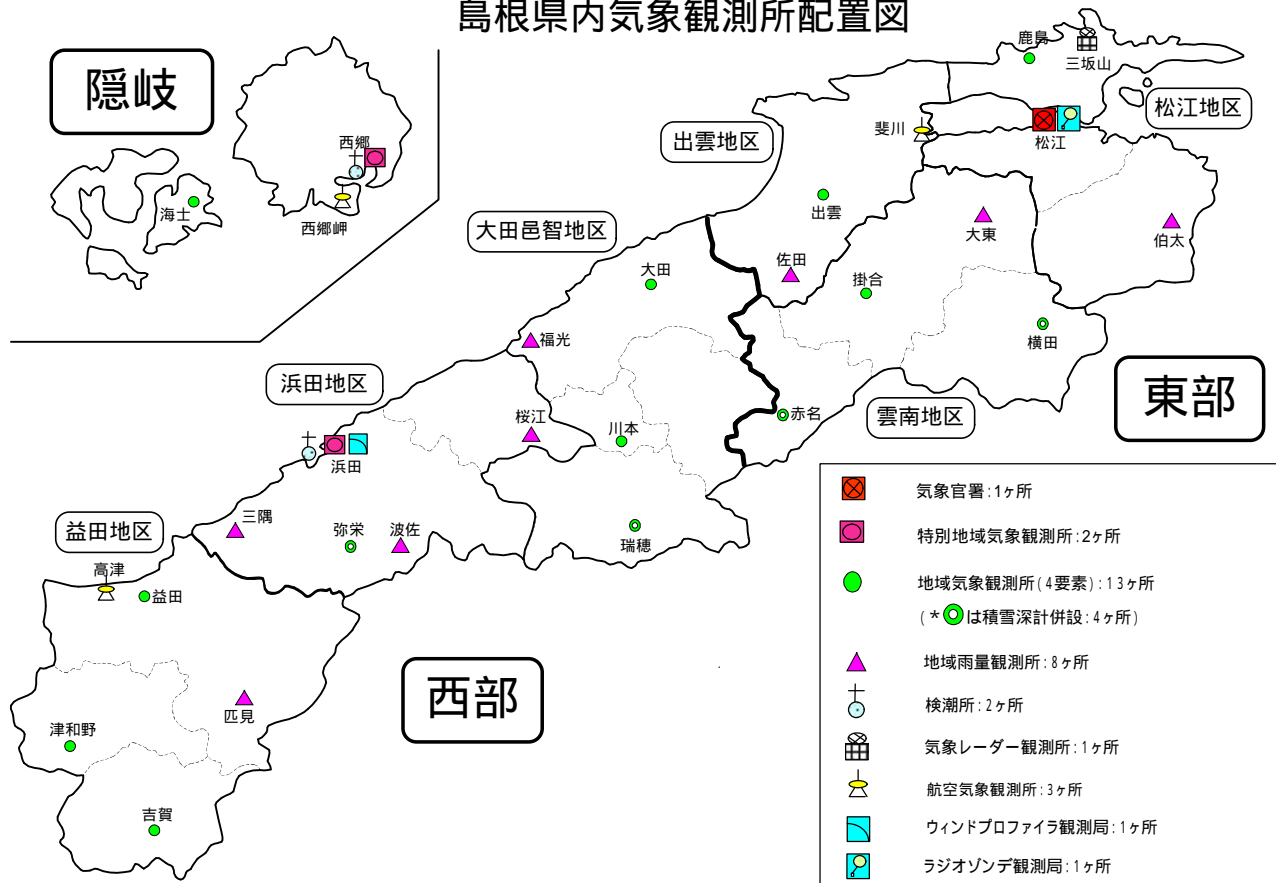 島根県内気象観測所配置図
隠岐
西郷
海士
西郷岬
鹿島
三坂山
松江地区
出雲地区
斐川
松江
出雲
大東
伯太
大田邑智地区
佐田
大田
掛合
福光
横田
浜田地区
東部
桜江
川本
赤名
雲南地区
浜田
三隅
益田地区
弥栄
波佐
瑞穂
高津
益田
西部
匹見
津和野
吉賀
気象官署:1ヶ所
特別地域気象観測所:2ヶ所
地域気象観測所(4要素):13ヶ所
(*◎は積雪深計併設:4ヶ所)
地域雨量観測所:8ヶ所
検潮所:2ヶ所
気象レーダー観測所:1ヶ所
航空気象観測所:3ヶ所
ウィンドプロファイラ観測局:1ヶ所
ラジオゾンデ観測局:1ヶ所